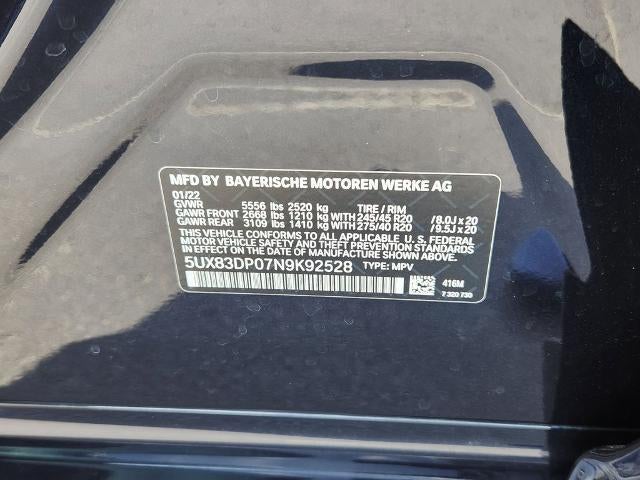 MFD BY BAYERISCHE MOTOREN WERKE AG
01/22
GVWR 5556 lbs 2520 kg TIRE / RIM
GAWR FRONT 2668 lbs 1210 kg WITH 245/45 R20 /8.0J x 20
GAWR REAR 3109 lbs 1410 kg WITH 275/40 R20 /9.5J x 20
THIS VEHICLE CONFORMS TO ALL APPLICABLE U. S. FEDERAL
MOTOR VEHICLE SAFETY AND THEFT PREVENTION STANDARDS
IN EFFECT ON THE DATE OF MANUFACTURE SHOWN ABOVE.
5UX83DP07N9K92528 TYPE: MPV
416M
7 320 730